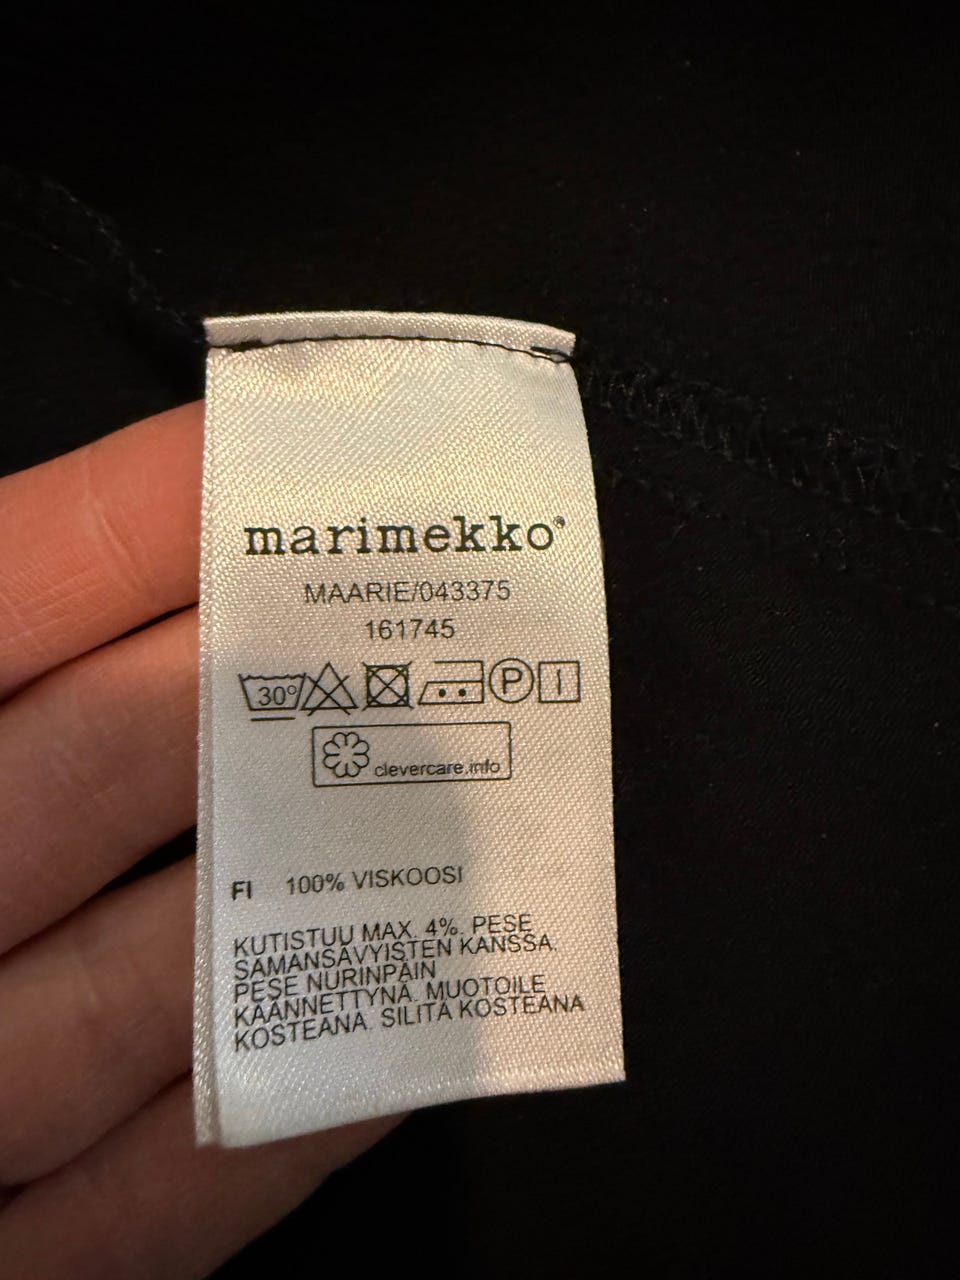 marimekko®
MAARIE/043375
161745
30° P
clevercare.info
FI 100% VISKOOSI
KUTISTUU MAX. 4%. PESE
SAMANSÄVYISTEN KANSSA.
PESE NURINPÄIN
KÄÄNNETTYNÄ. MUOTOILE
KOSTEANA. SILITÄ KOSTEANA